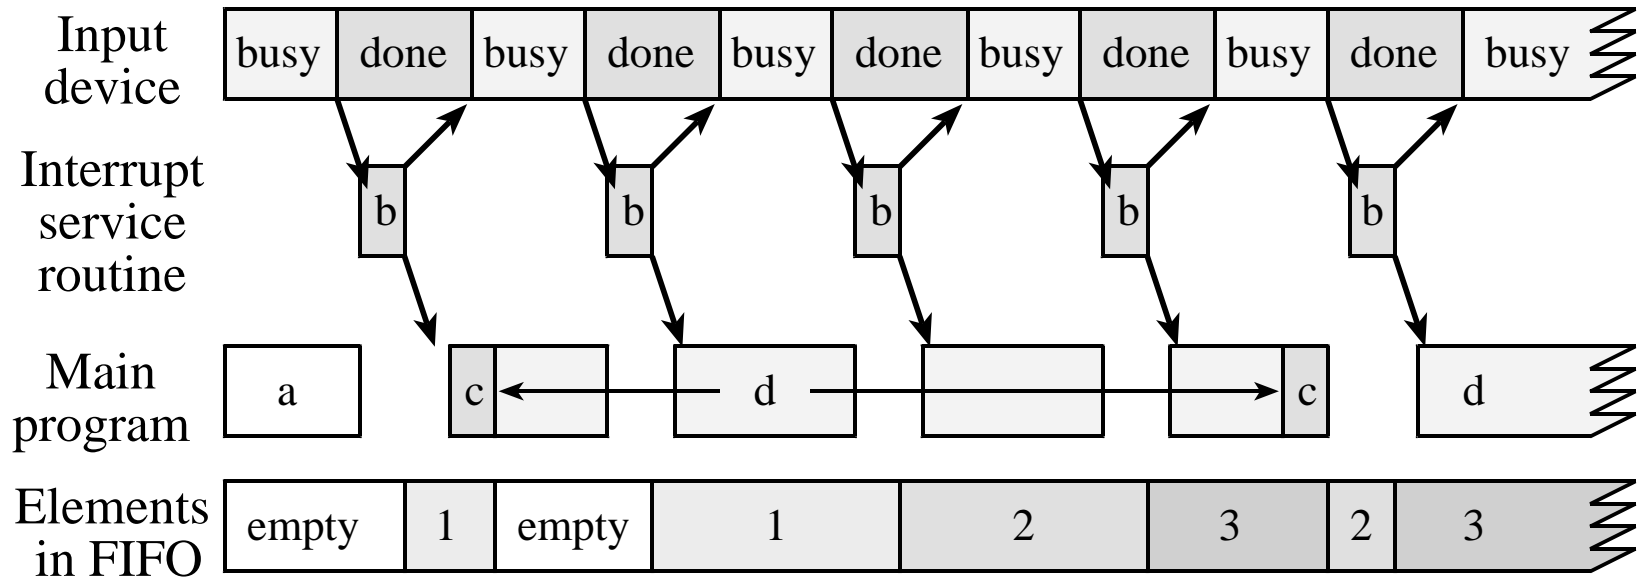 Input
device
busy done busy done busy done busy done busy done busy
Interrupt
service
routine
b b b b b
Main
program
a c d c d
Elements
in FIFO
empty 1 empty 1 2 3 2 3